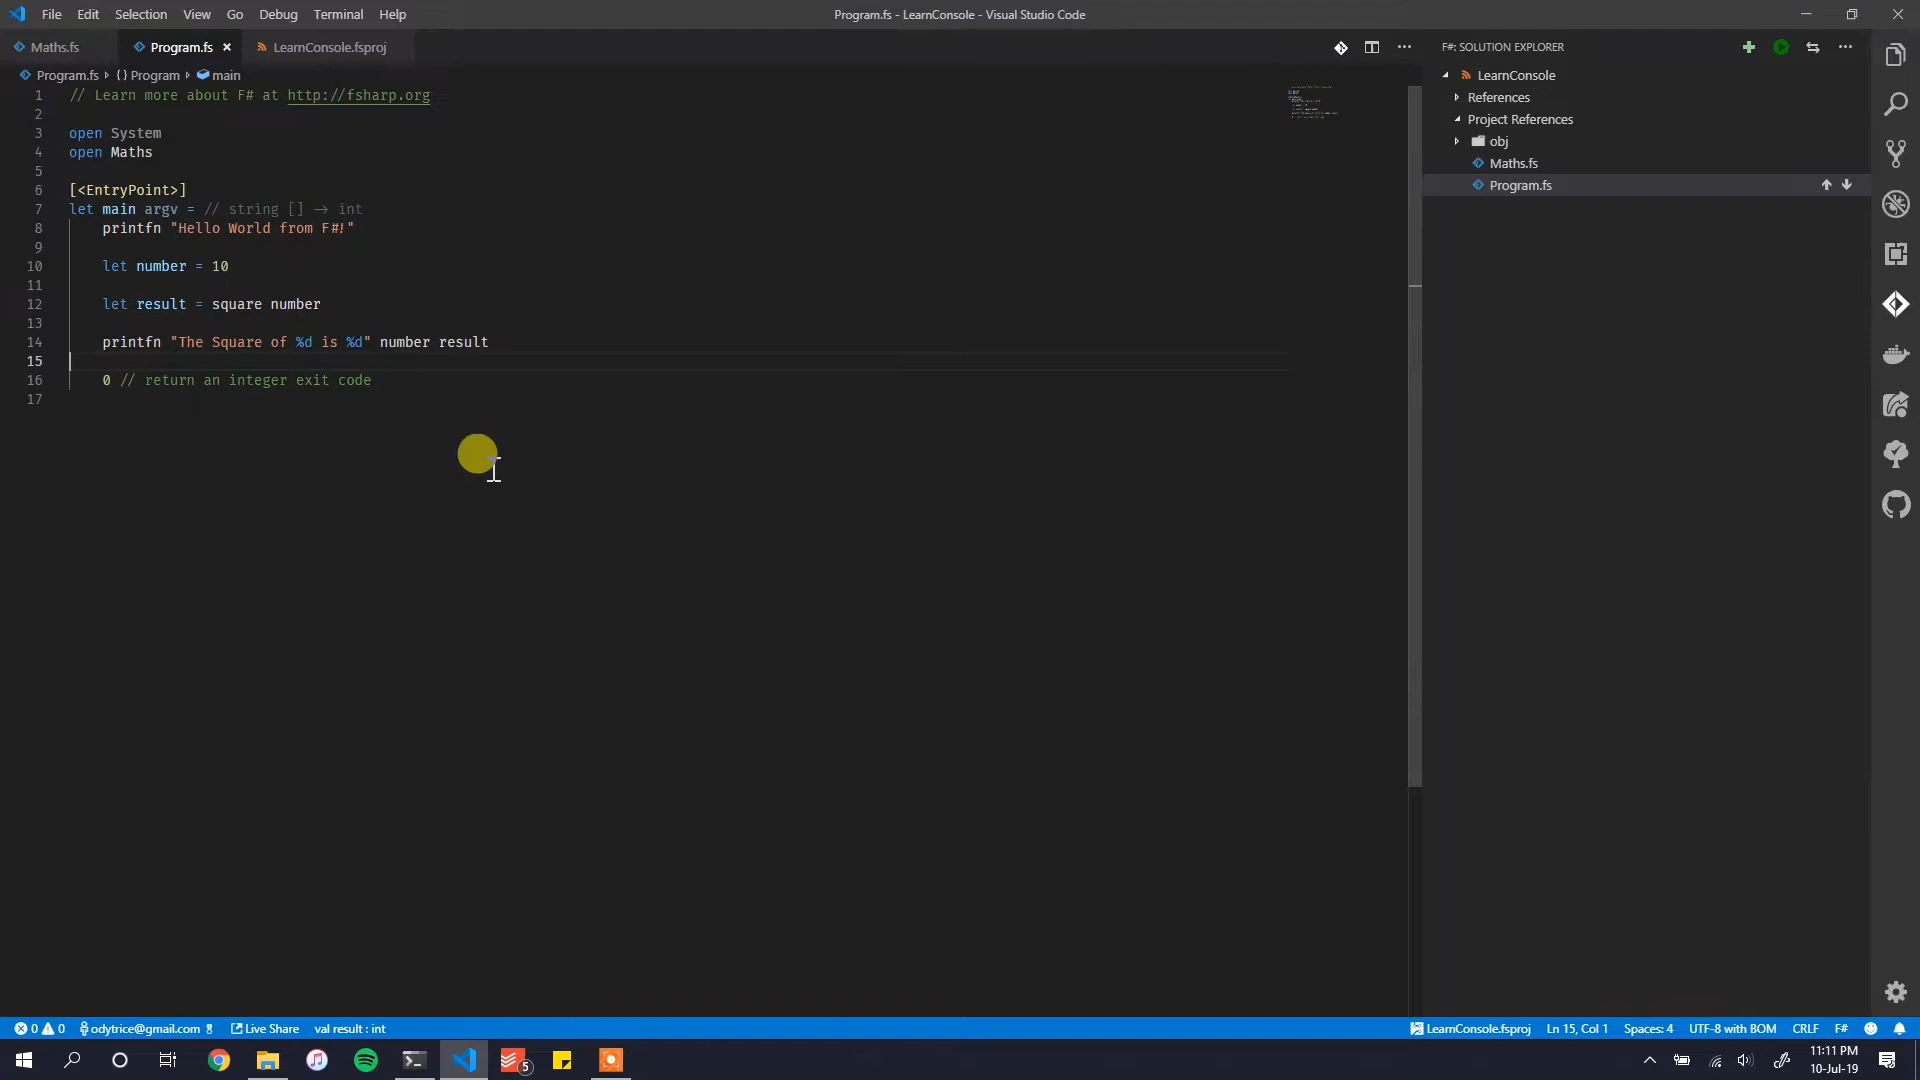 File Edit Selection View Go Debug Terminal Help
Program.fs - LearnConsole - Visual Studio Code
Maths.fs Program.fs LearnConsole.fsproj
Program.fs {} Program main
1 // Learn more about F# at http://fsharp.org
2
3 open System
4 open Maths
5
6 [<EntryPoint>]
7 let main argv = // string [] -> int
8 printfn "Hello World from F#!"
9
10 let number = 10
11
12 let result = square number
13
14 printfn "The Square of %d is %d" number result
15
16 0 // return an integer exit code
17
F#: SOLUTION EXPLORER
LearnConsole
References
Project References
obj
Maths.fs
Program.fs
0 0 odytrice@gmail.com Live Share val result : int
LearnConsole.fsproj Ln 15, Col 1 Spaces: 4 UTF-8 with BOM CRLF F#
5
11:11 PM
10-Jul-19